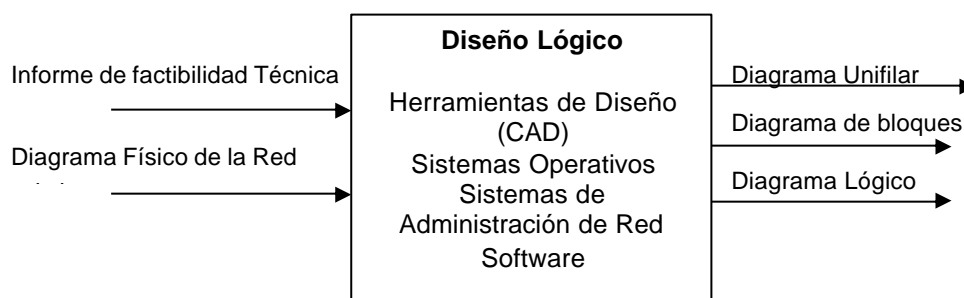 Diseño Lógico
Informe de factibilidad Técnica
Diagrama Físico de la Red
Herramientas de Diseño
(CAD)
Sistemas Operativos
Sistemas de
Administración de Red
Software
Diagrama Unifilar
Diagrama de bloques
Diagrama Lógico